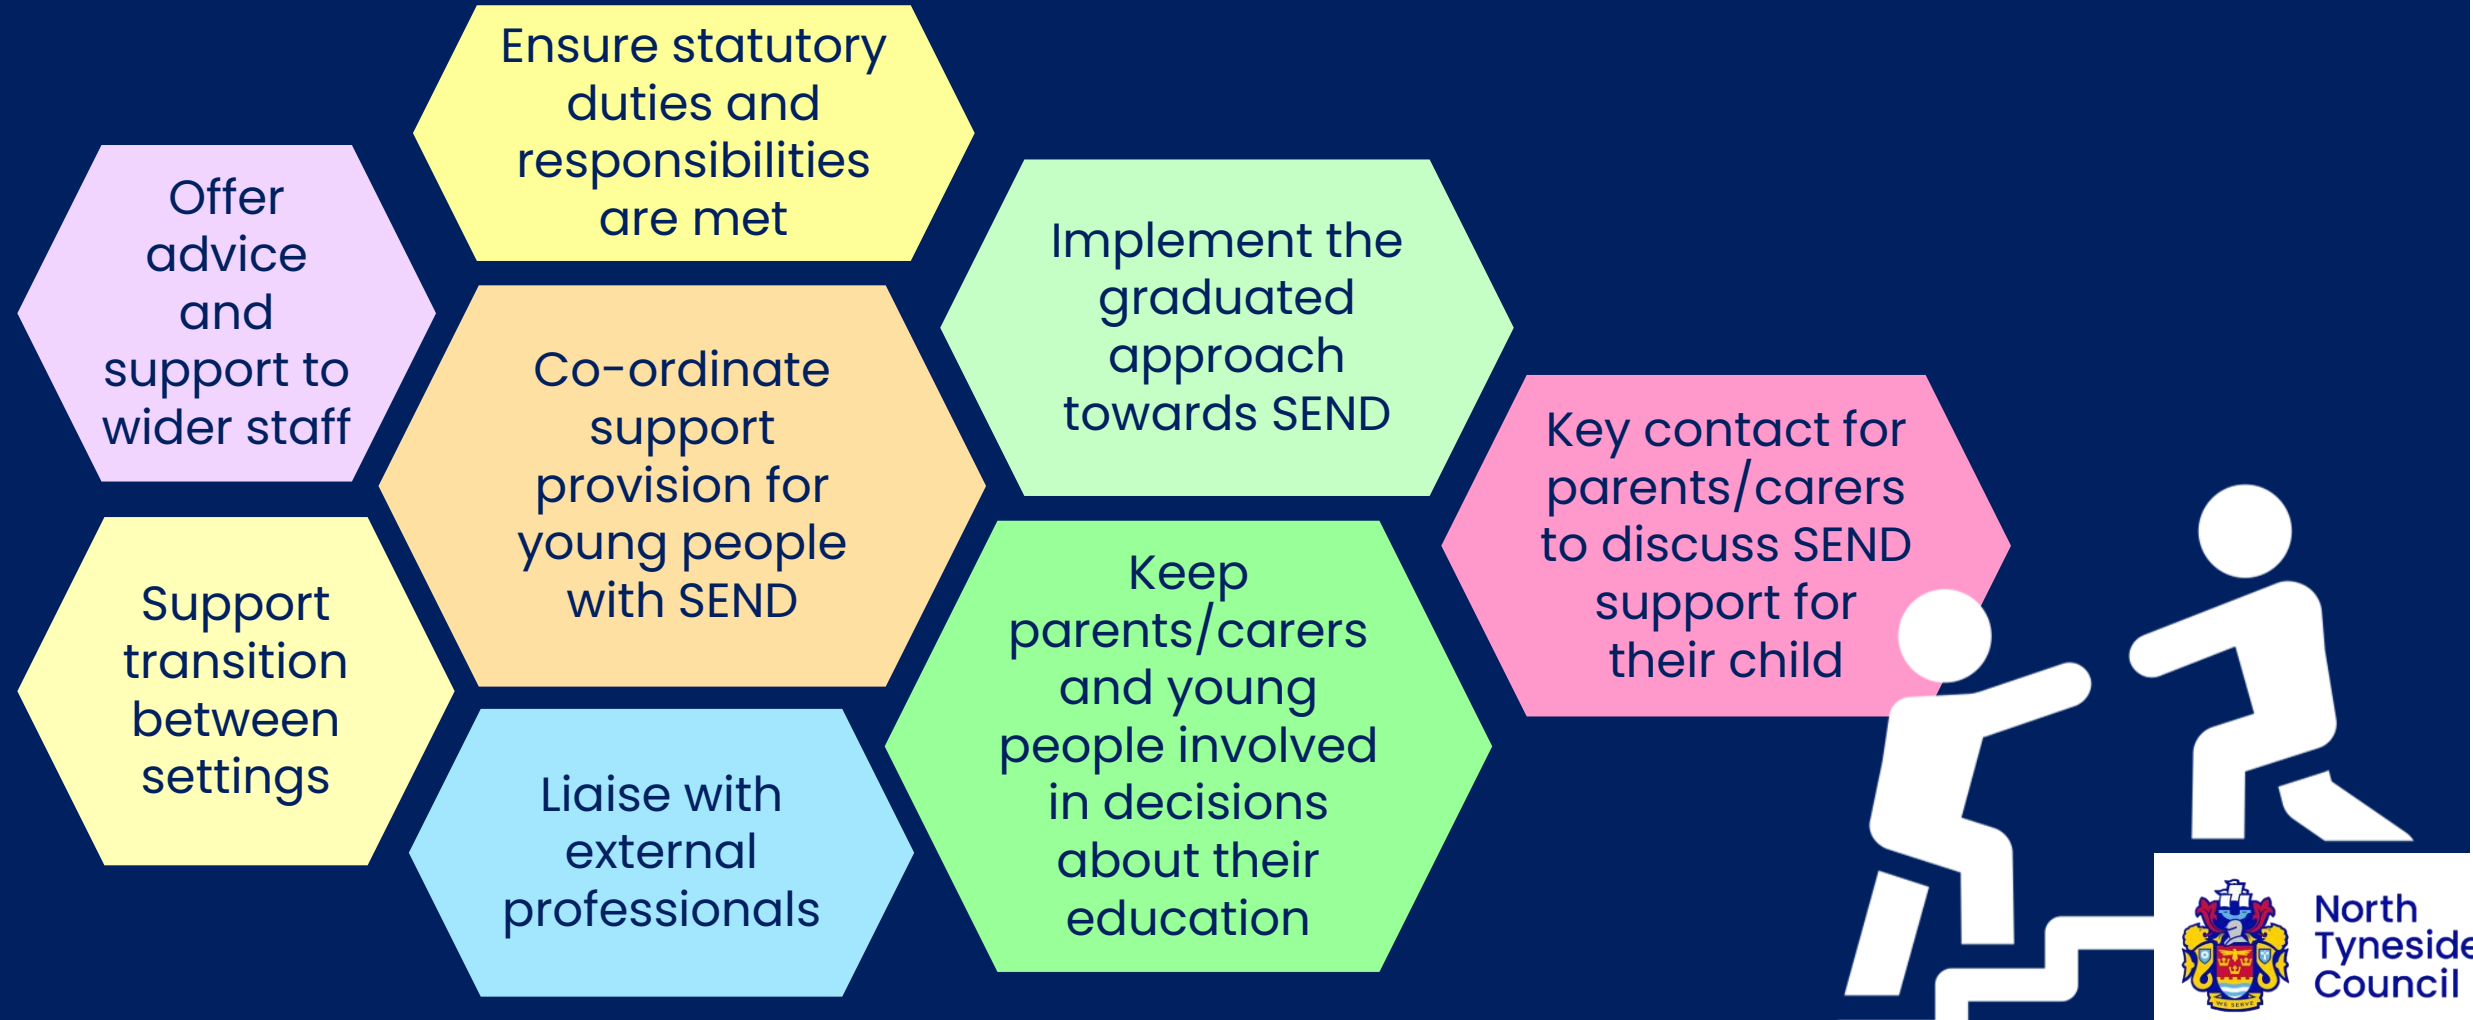 Ensure statutory
duties and
responsibilities
are met
Offer
advice
and
support to
wider staff
Implement the
graduated
approach
towards SEND
Co-ordinate
support
provision for
young people
with SEND
Key contact for
parents/carers
to discuss SEND
support for
their child
Support
transition
between
settings
Keep
parents/carers
and young
people involved
in decisions
about their
education
Liaise with
external
professionals
North
Tyneside
Council
WE SERVE